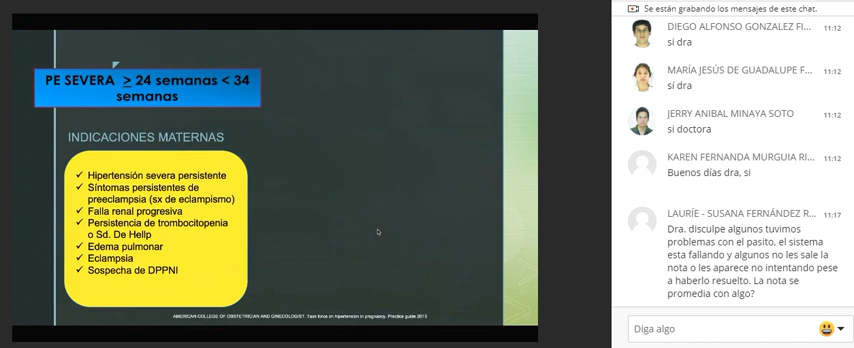 PE SEVERA ≥ 24 semanas < 34
semanas
INDICACIONES MATERNAS
✓ Hipertensión severa persistente
✓ Síntomas persistentes de
preeclampsia (sx de eclampismo)
✓ Falla renal progresiva
✓ Persistencia de trombocitopenia
o Sd. De Hellp
✓ Edema pulmonar
✓ Eclampsia
✓ Sospecha de DPPNI
AMERICAN COLLEGE OF OBSTETRICIAN AND GINECOLOGIST. Task force on hipertension in pregnancy. Practice guide 2013
Se están grabando los mensajes de este chat.
DIEGO ALFONSO GONZALEZ FI... 11:12
si dra
MARÍA JESÚS DE GUADALUPE F... 11:12
sí dra
JERRY ANIBAL MINAYA SOTO 11:12
si doctora
KAREN FERNANDA MURGUIA RI... 11:12
Buenos días dra, si
LAURÍE - SUSANA FERNÁNDEZ R... 11:17
Dra. disculpe algunos tuvimos
problemas con el pasito, el sistema
esta fallando y algunos no les sale la
nota o les aparece no intentando pese
a haberlo resuelto. La nota se
promedia con algo?
Diga algo